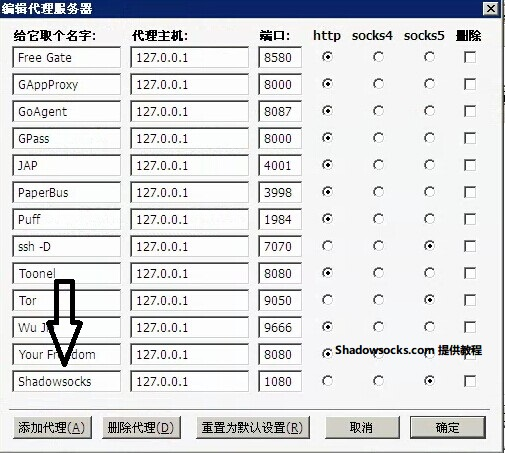 编辑代理服务器
给它取个名字: 代理主机: 端口: http socks4 socks5 删除
Free Gate 127.0.0.1 8580
GAppProxy 127.0.0.1 8000
GoAgent 127.0.0.1 8087
GPass 127.0.0.1 8000
JAP 127.0.0.1 4001
PaperBus 127.0.0.1 3998
Puff 127.0.0.1 1984
ssh -D 127.0.0.1 7070
Toonel 127.0.0.1 8080
Tor 127.0.0.1 9050
Wu 127.0.0.1 9666
Your Freedom 127.0.0.1 8080
Shadowsocks.com 提供教程
Shadowsocks 127.0.0.1 1080
添加代理(A) 删除代理(D) 重置为默认设置(R) 取消 确定